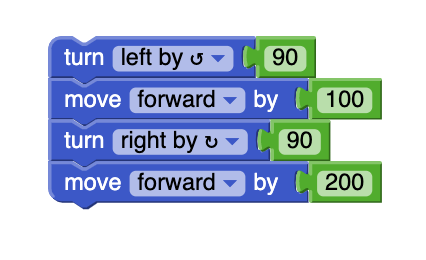 turn left by ↺ ▾ 90
move forward ▾ by 100
turn right by ↻ ▾ 90
move forward ▾ by 200